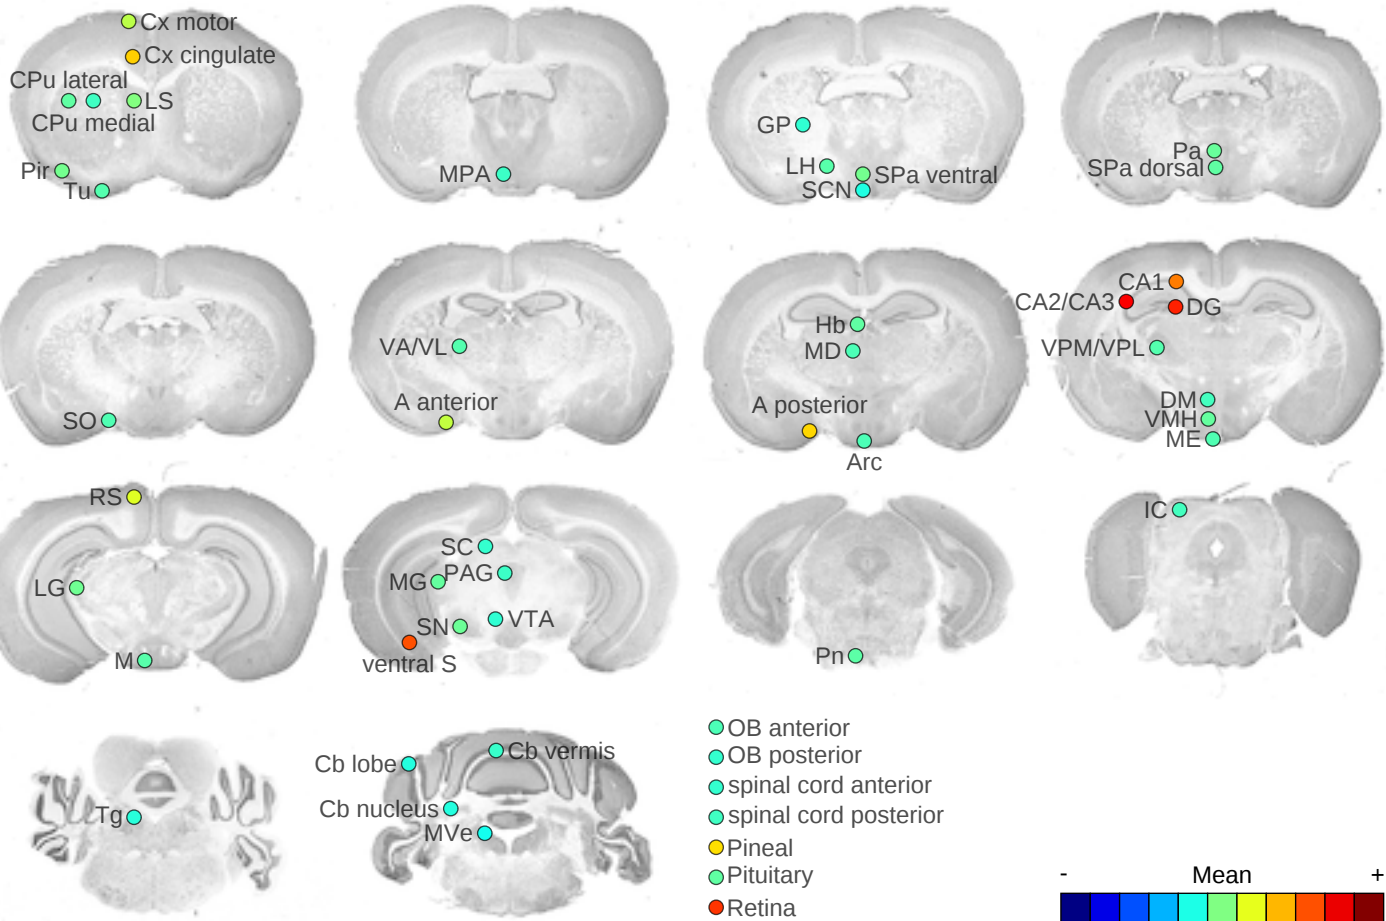 Cx motor
Cx cingulate
CPu lateral
LS
CPu medial
Pir
Tu
MPA
GP
LH
SPa ventral
SCN
Pa
SPa dorsal
SO
VA/VL
A anterior
Hb
MD
A posterior
Arc
CA1
CA2/CA3
DG
VPM/VPL
DM
VMH
ME
RS
LG
M
SC
PAG
MG
VTA
SN
ventral S
Pn
IC
Tg
Cb vermis
Cb lobe
Cb nucleus
MVe
OB anterior
OB posterior
spinal cord anterior
spinal cord posterior
Pineal
Pituitary
Retina
- Mean +